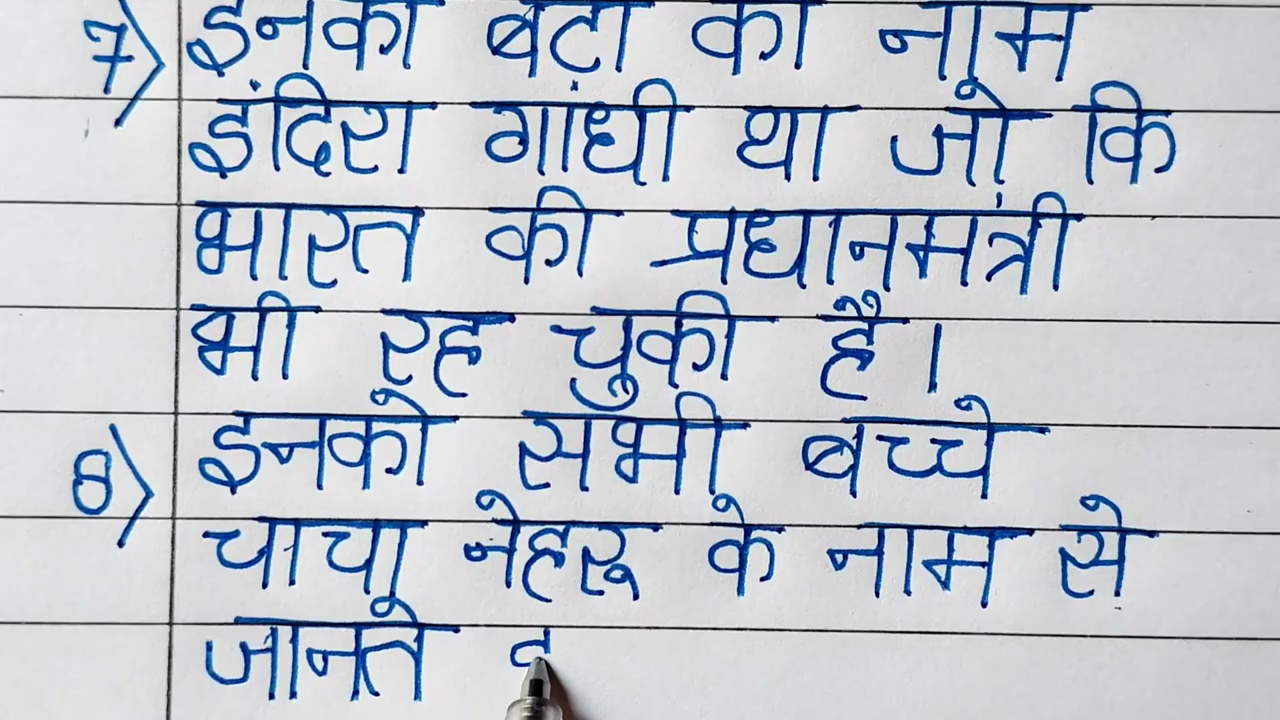 7) इनकी बेटी का नाम
इंदिरा गांधी था जो कि
भारत की प्रधानमंत्री
भी रह चुकी है।
8) इनको सभी बच्चे
चाचा नेहरू के नाम से
जानते